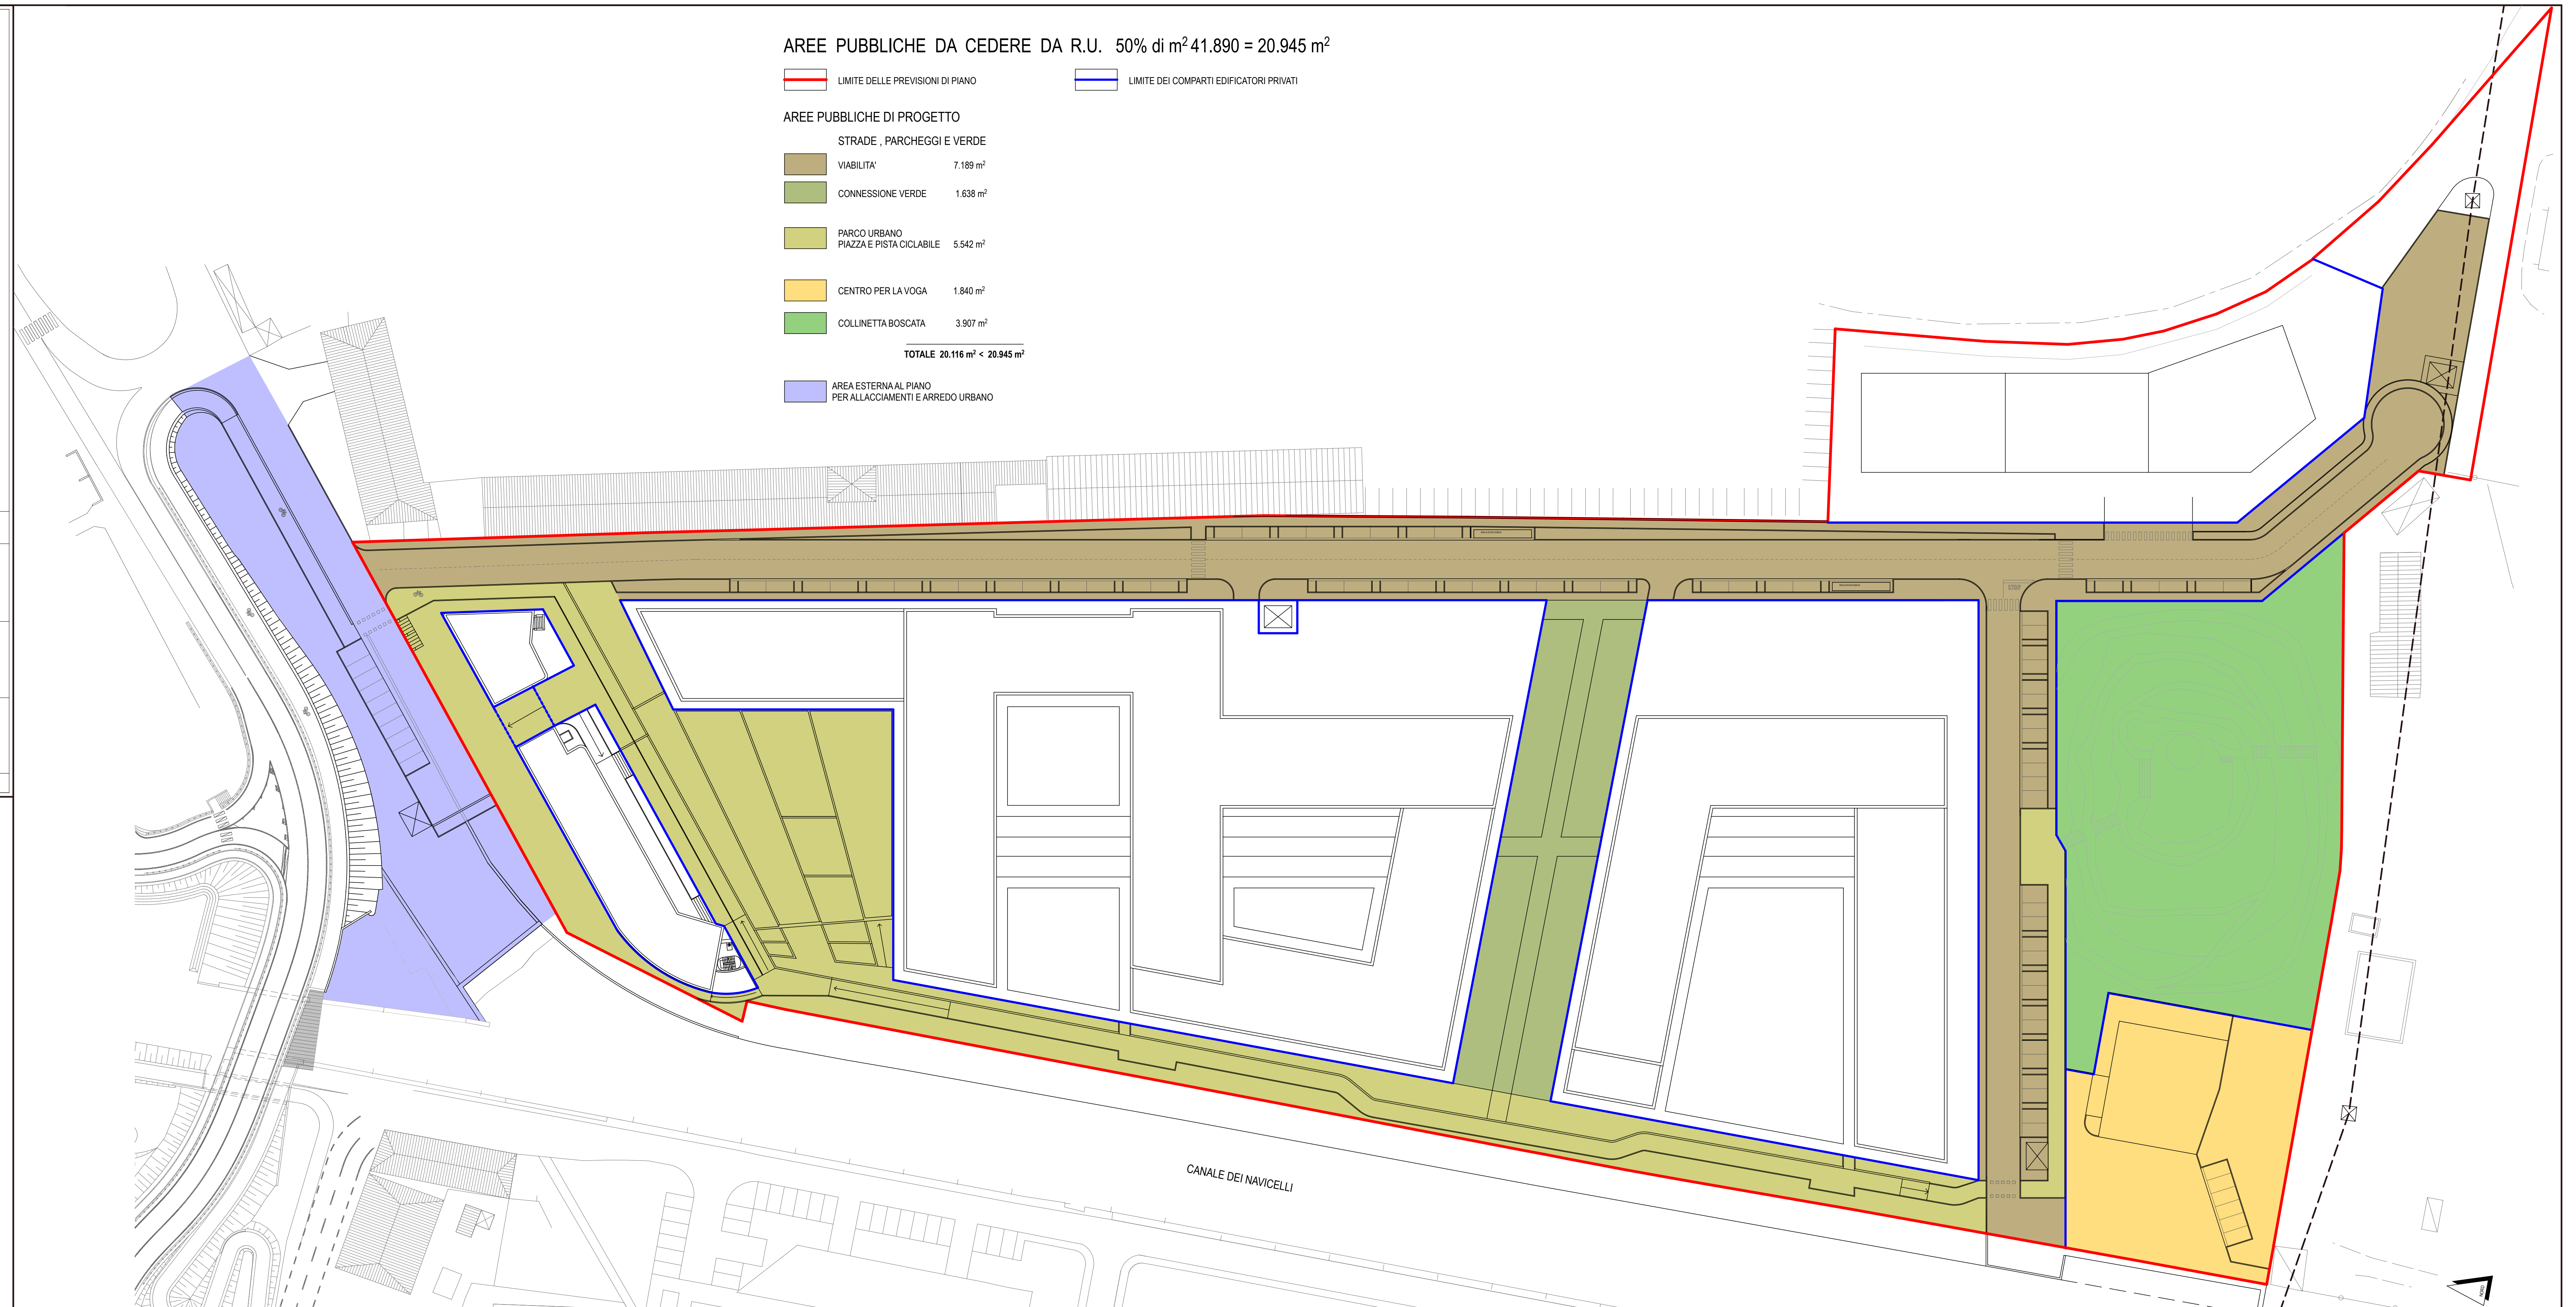 AREE PUBBLICHE DA CEDERE DA R.U. 50% di m² 41.890 = 20.945 m²
LIMITE DELLE PREVISIONI DI PIANO
LIMITE DEI COMPARTI EDIFICATORI PRIVATI
AREE PUBBLICHE DI PROGETTO
STRADE , PARCHEGGI E VERDE
VIABILITA' 7.189 m²
CONNESSIONE VERDE 1.638 m²
PARCO URBANO
PIAZZA E PISTA CICLABILE 5.542 m²
CENTRO PER LA VOGA 1.840 m²
COLLINETTA BOSCATA 3.907 m²
TOTALE 20.116 m² < 20.945 m²
AREA ESTERNA AL PIANO
PER ALLACCIAMENTI E ARREDO URBANO
CANALE DEI NAVICELLI